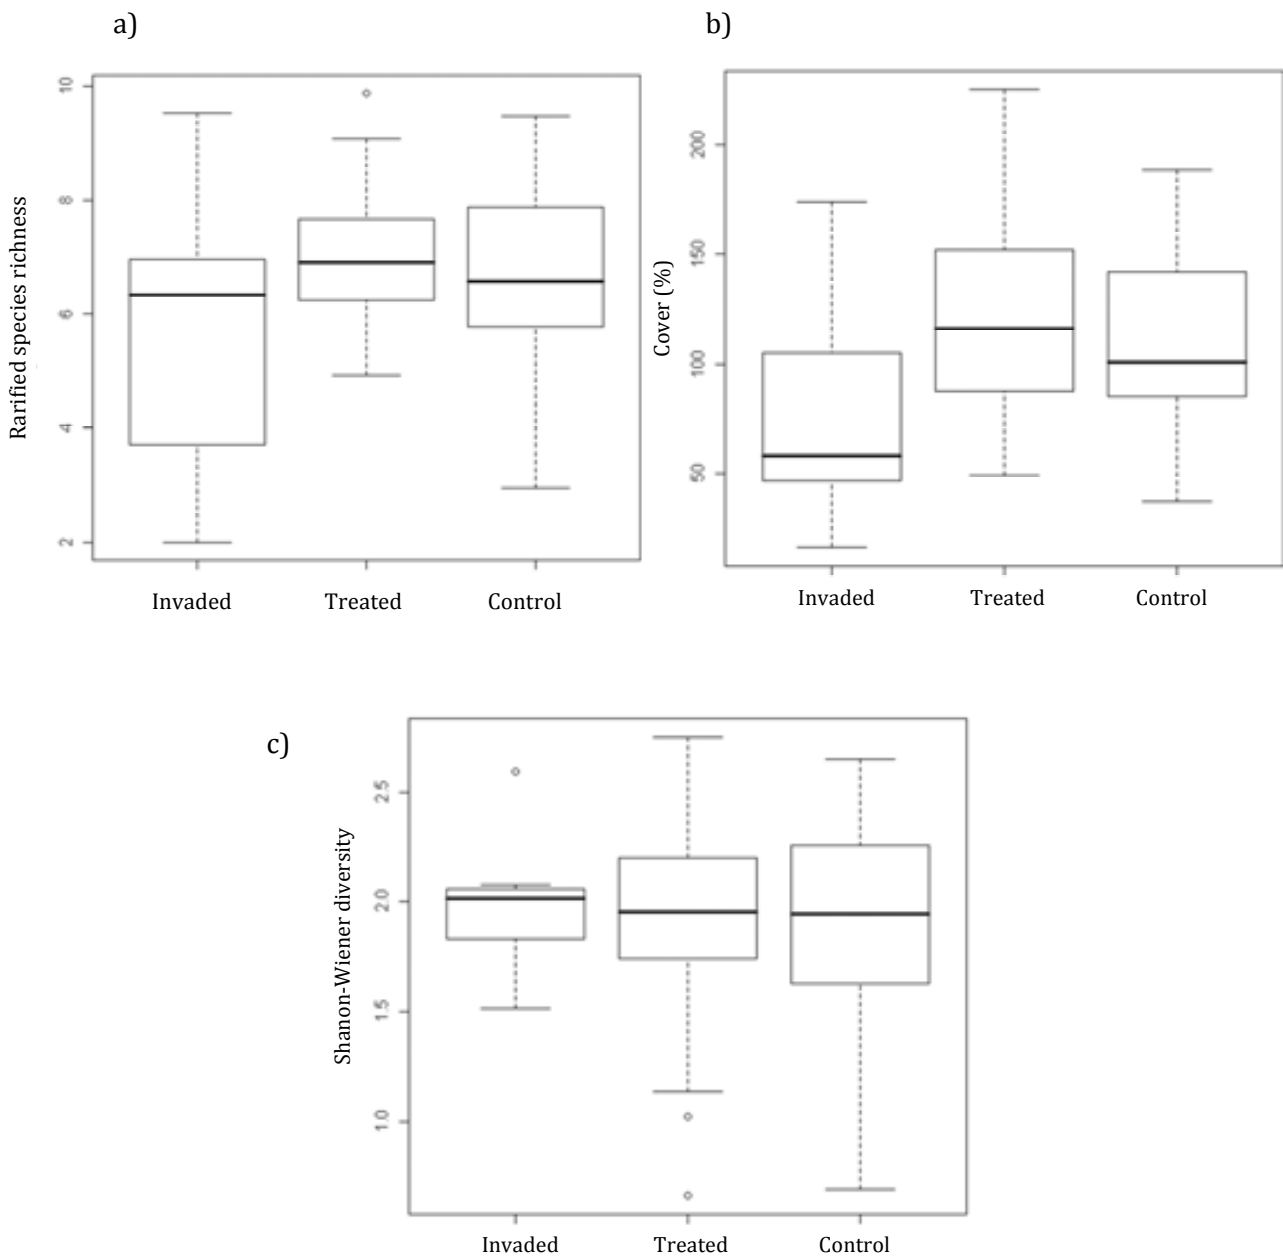 a)
Rarified species richness
10
8
6
4
2
Invaded Treated Control
b)
Cover (%)
200
150
100
50
Invaded Treated Control
c)
Shanon-Wiener diversity
2.5
2.0
1.5
1.0
Invaded Treated Control